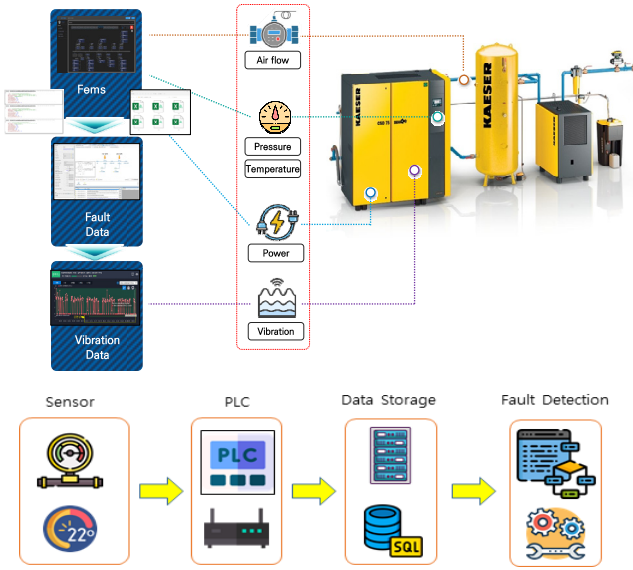 Fems
Fault
Data
Vibration
Data
Air flow
Pressure
Temperature
Power
Vibration
KAESER
KAESER
Sensor
PLC
Data Storage
Fault Detection
22°
PLC
SQL